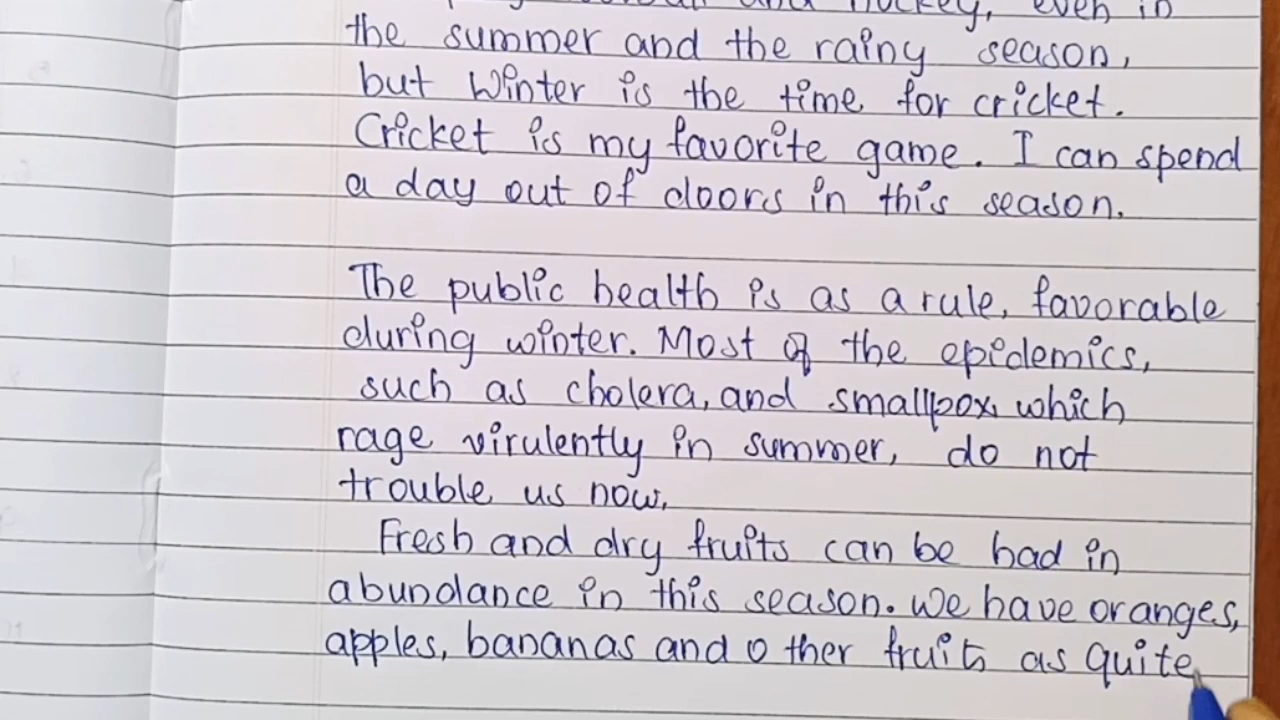 and hockey, even in
the summer and the rainy season,
but Winter is the time for cricket.
Cricket is my favorite game. I can spend
a day out of doors in this season.
The public health is as a rule, favorable
during winter. Most of the epidemics,
such as cholera, and smallpox which
rage virulently in summer, do not
trouble us now.
Fresh and dry fruits can be had in
abundance in this season. We have oranges,
apples, bananas and other fruits as quite